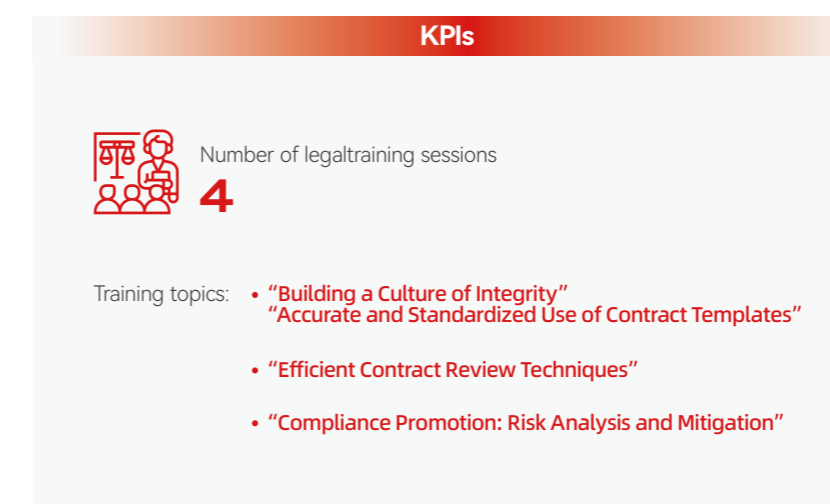 KPIs
Number of legaltraining sessions
4
Training topics: • “Building a Culture of Integrity”
“Accurate and Standardized Use of Contract Templates”
• “Efficient Contract Review Techniques”
• “Compliance Promotion: Risk Analysis and Mitigation”